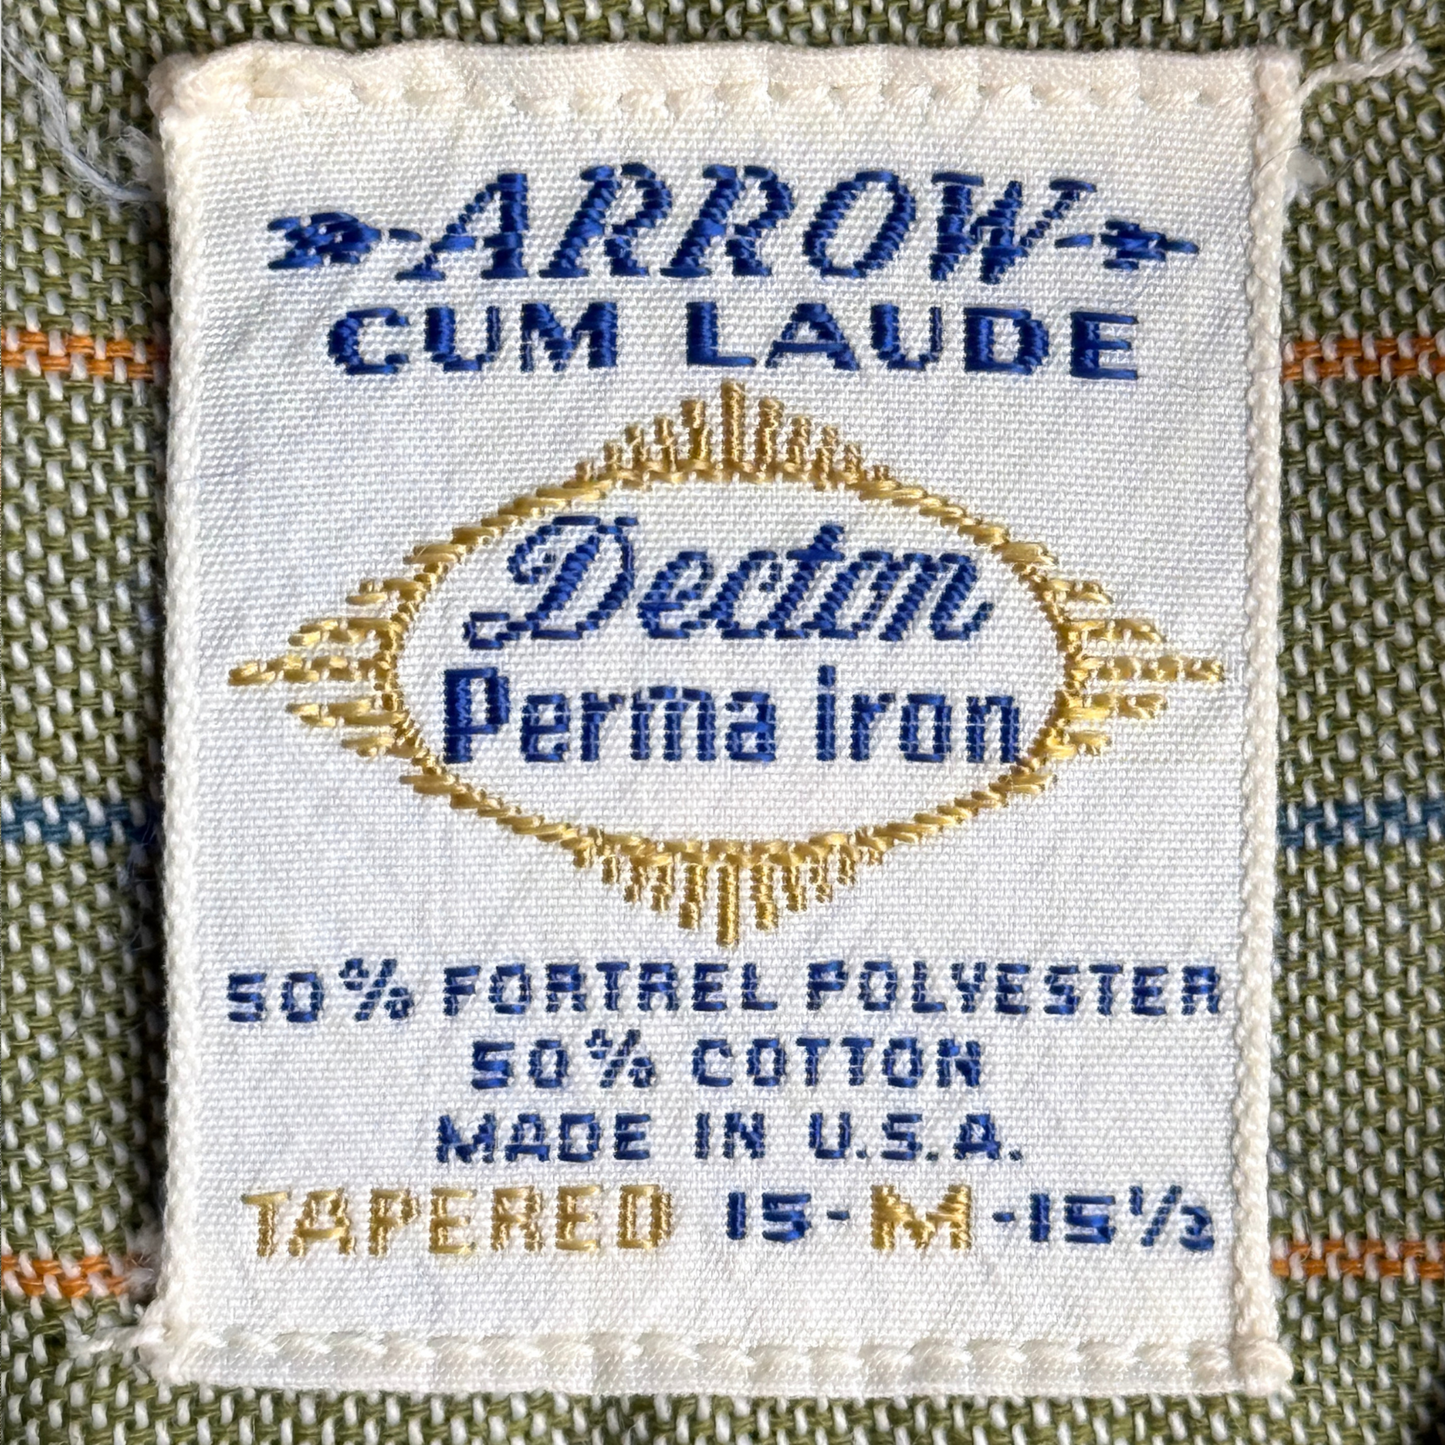 ARROW
CUM LAUDE
Decton
Perma iron
50% FORTREL POLYESTER
50% COTTON
MADE IN U.S.A.
TAPERED 15-M-15½